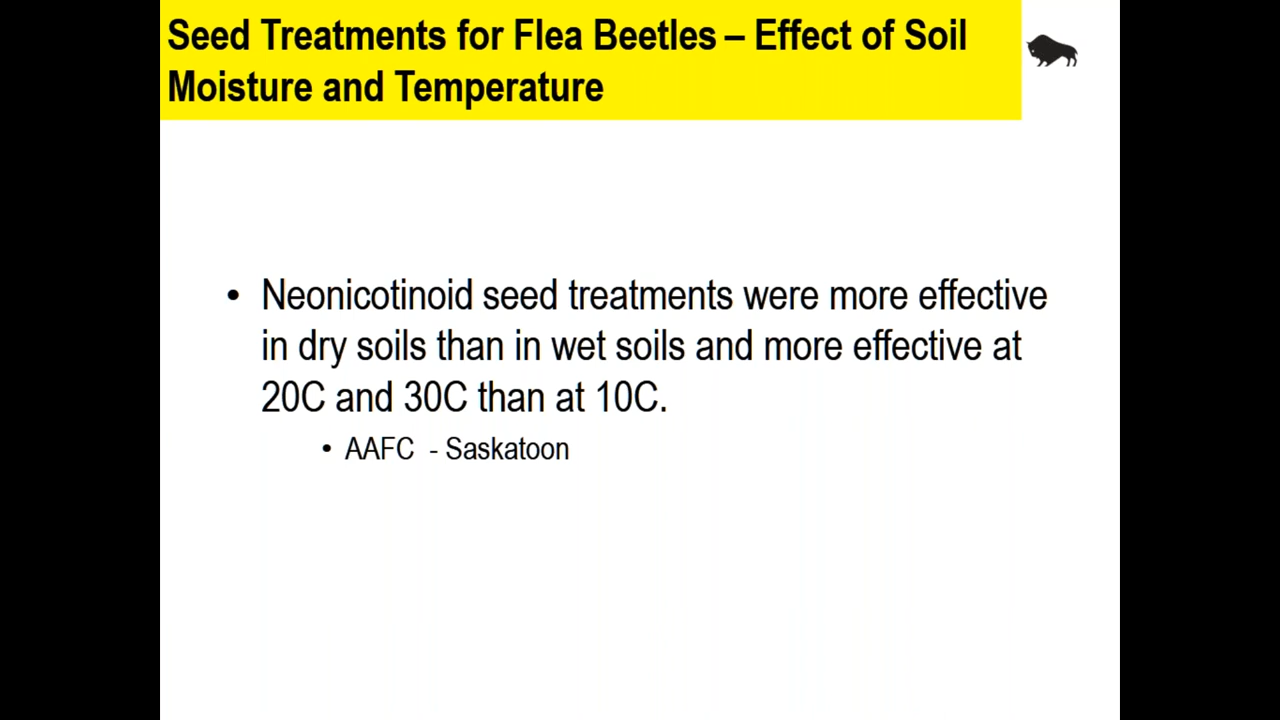 Seed Treatments for Flea Beetles – Effect of Soil
Moisture and Temperature
• Neonicotinoid seed treatments were more effective
in dry soils than in wet soils and more effective at
20C and 30C than at 10C.
• AAFC - Saskatoon